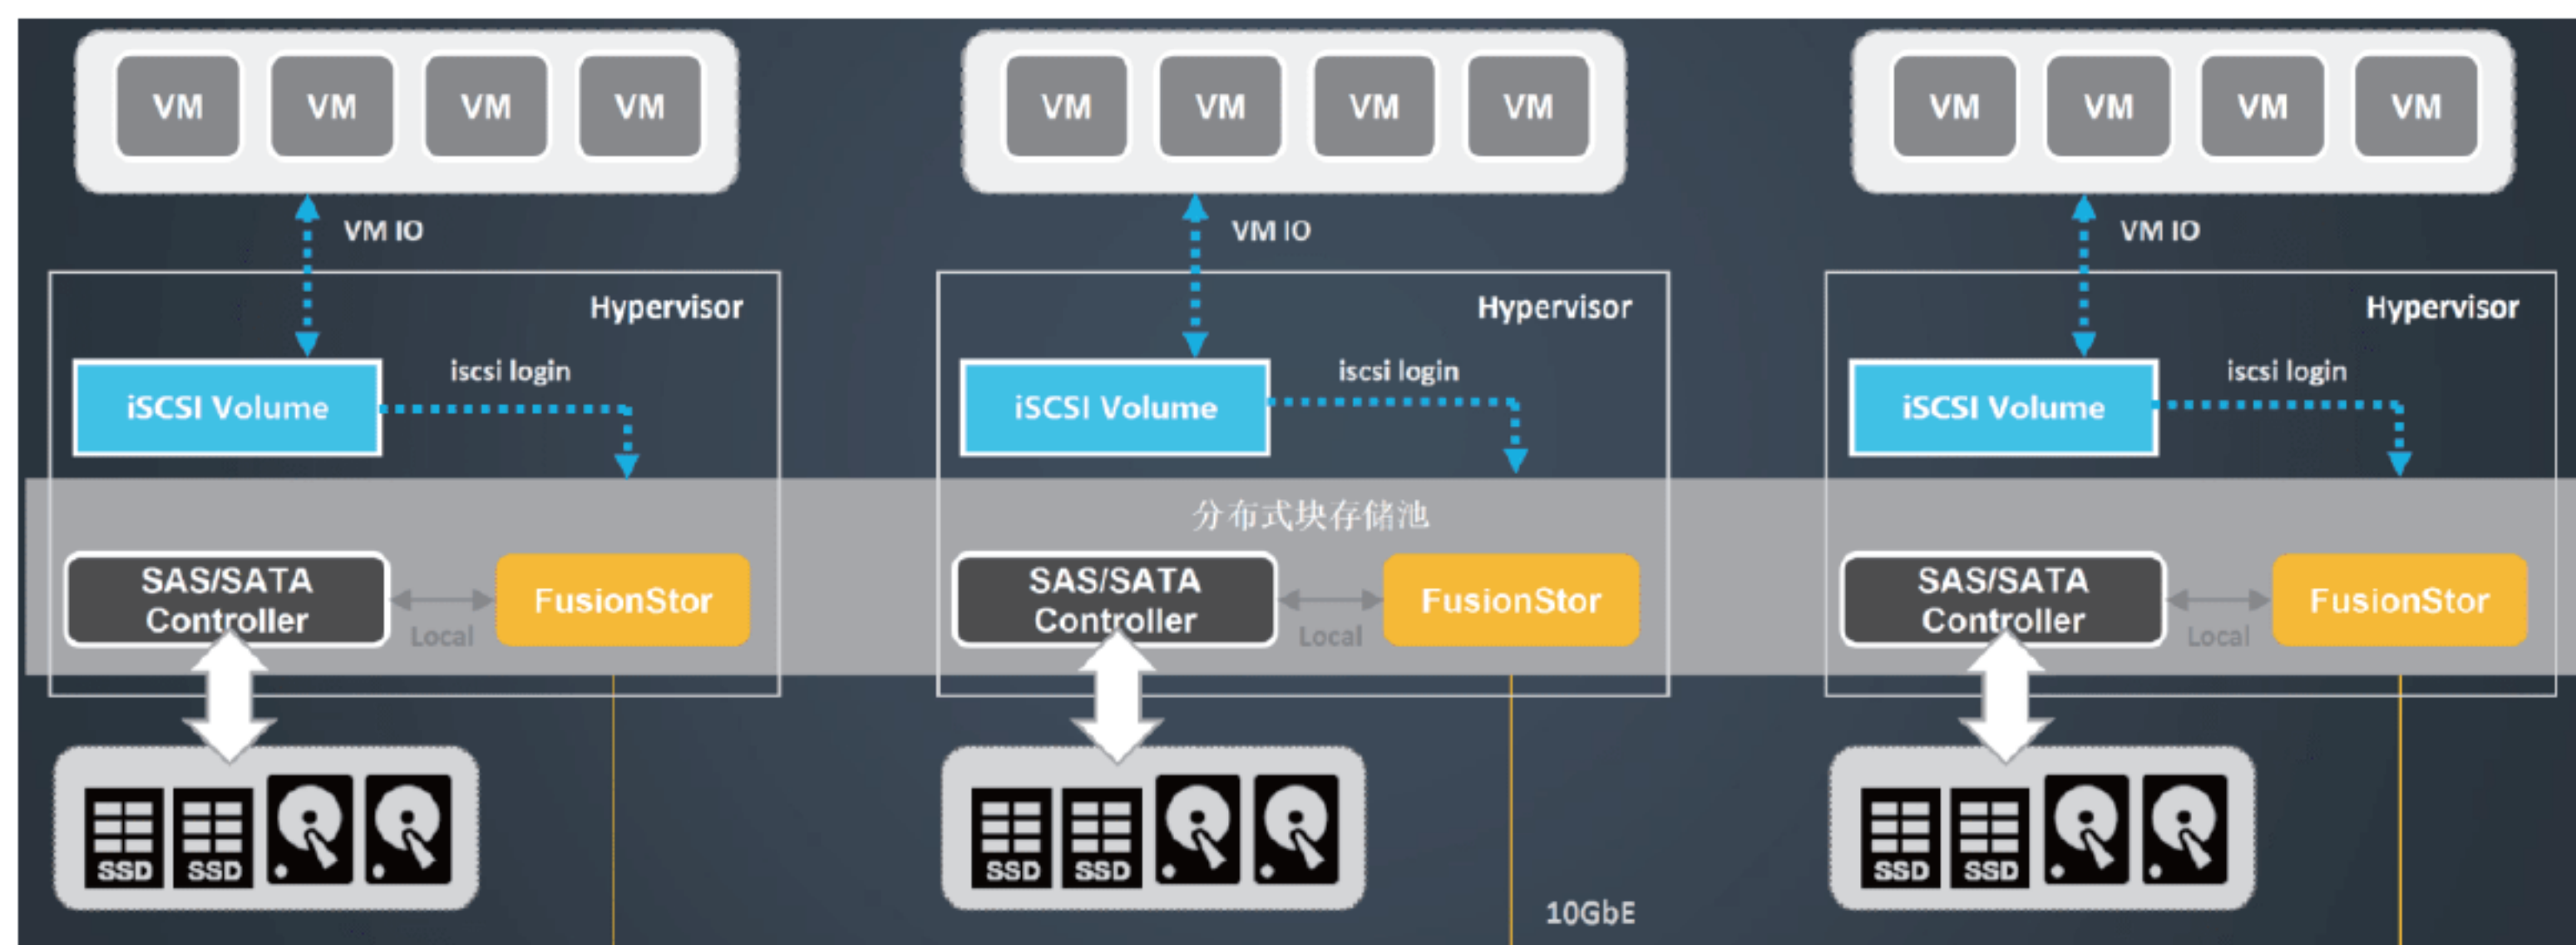 VM VM VM VM VM VM VM VM VM VM VM VM
VM IO VM IO VM IO
Hypervisor Hypervisor Hypervisor
iscsi login iscsi login iscsi login
iSCSI Volume iSCSI Volume iSCSI Volume
分布式块存储池
SAS/SATA Controller Local FusionStor
SAS/SATA Controller Local FusionStor
SAS/SATA Controller Local FusionStor
SSD SSD SSD SSD SSD SSD
10GbE